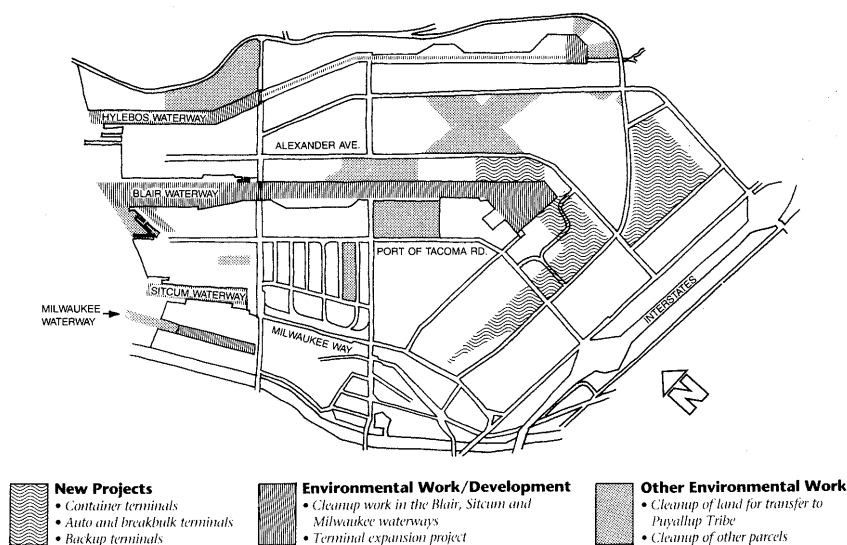 HYLEBOS WATERWAY
ALEXANDER AVE.
BLAIR WATERWAY
PORT OF TACOMA RD.
SITCUM WATERWAY
INTERSTATES
MILWAUKEE
WATERWAY
MILWAUKEE WAY
N
New Projects
• Container terminals
• Auto and breakbulk terminals
• Backup terminals
Environmental Work/Development
• Cleanup work in the Blair, Sitcum and
Milwaukee waterways
• Terminal expansion project
Other Environmental Work
• Cleanup of land for transfer to
Puyallup Tribe
• Cleanup of other parcels